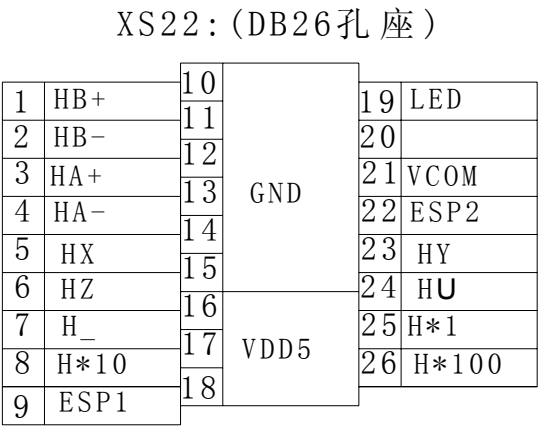 XS22:(DB26孔座)
1 HB+
2 HB-
3 HA+
4 HA-
5 HX
6 HZ
7 H_
8 H*10
9 ESP1
10
11
12
13
14
15
GND
16
17
18
VDD5
19 LED
20
21 VCOM
22 ESP2
23 HY
24 HU
25 H*1
26 H*100